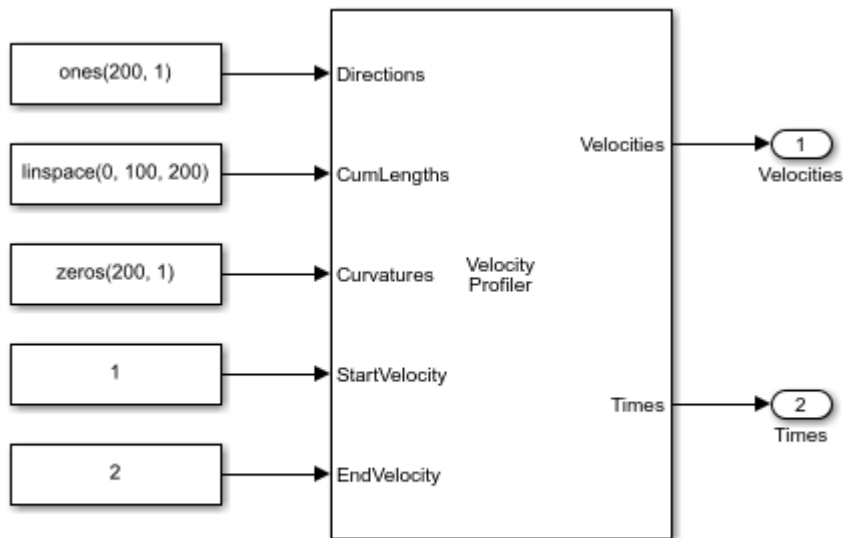 ones(200, 1)
Directions
linspace(0, 100, 200)
CumLengths
zeros(200, 1)
Curvatures
1
StartVelocity
2
EndVelocity
Velocity
Profiler
Velocities
1
Velocities
Times
2
Times